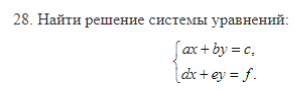 28. Найти решение системы уравнений:
ax + by = c,
dx + ey = f.